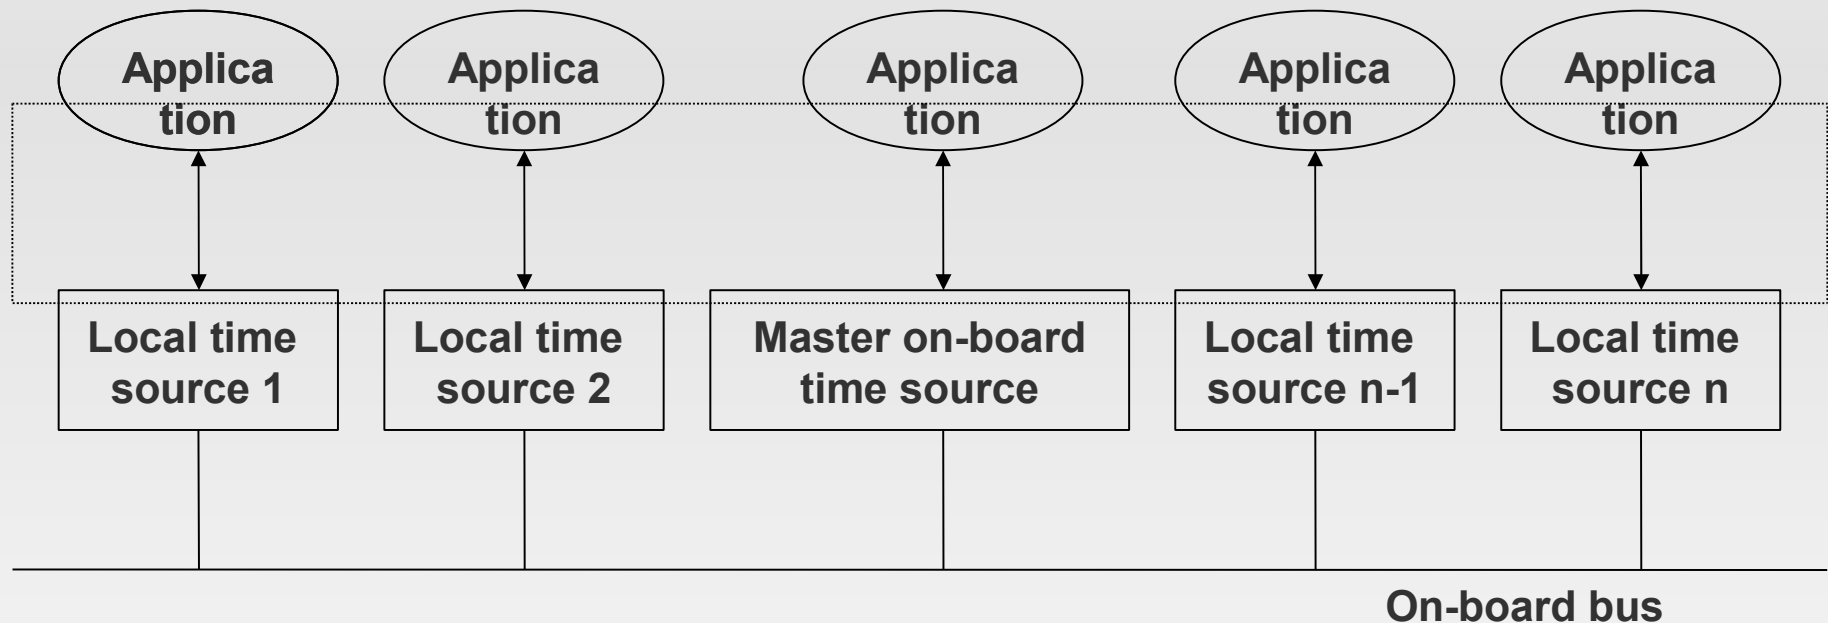 Applica
tion
Applica
tion
Applica
tion
Applica
tion
Applica
tion
Local time
source 1
Local time
source 2
Master on-board
time source
Local time
source n-1
Local time
source n
On-board bus